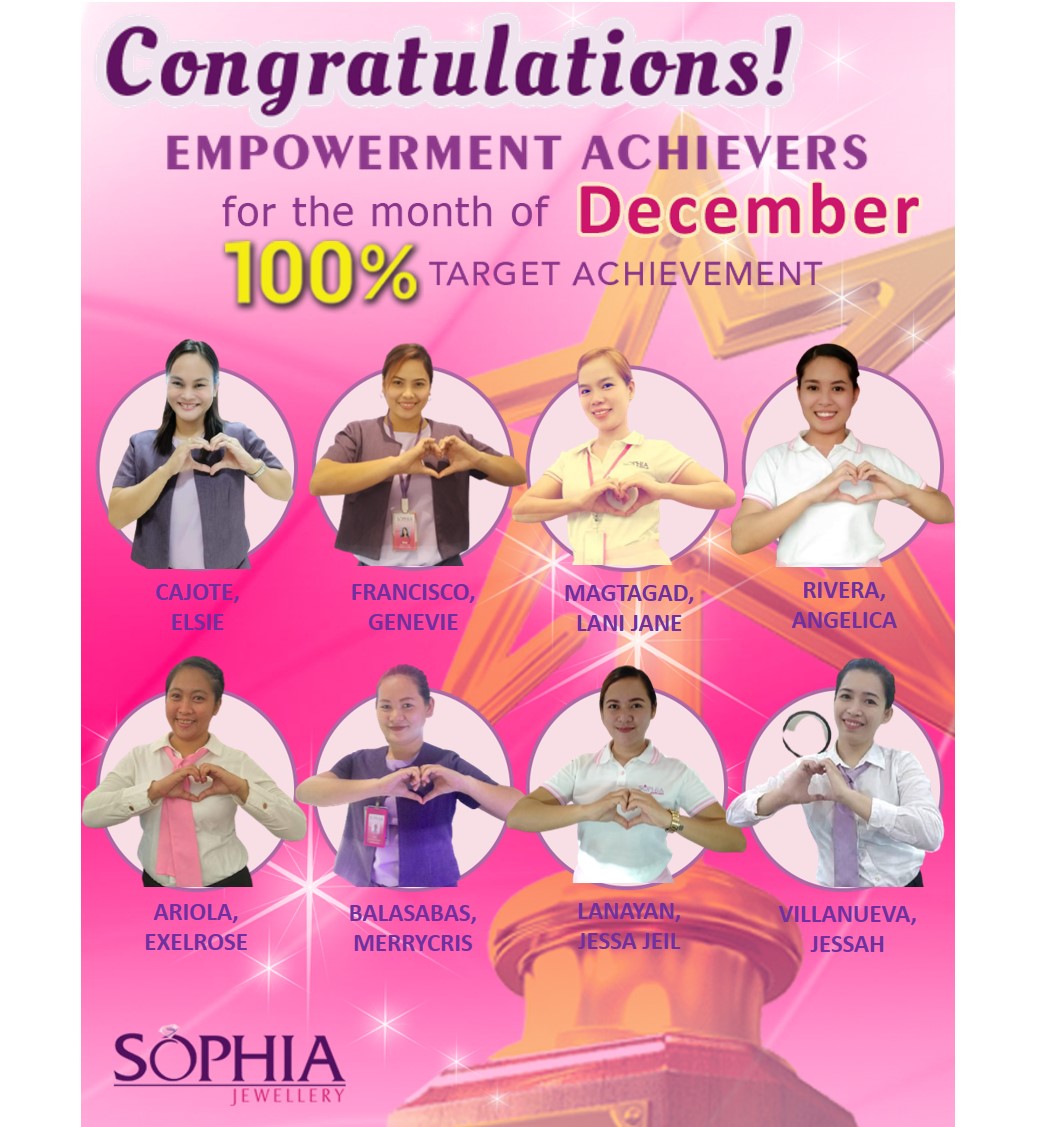 Congratulations!
EMPOWERMENT ACHIEVERS
for the month of December
100% TARGET ACHIEVEMENT
CAJOTE,
ELSIE
FRANCISCO,
GENEVIE
MAGTAGAD,
LANI JANE
RIVERA,
ANGELICA
ARIOLA,
EXELROSE
BALASABAS,
MERRYCRIS
LANAYAN,
JESSA JEIL
VILLANUEVA,
JESSAH
SOPHIA
JEWELLERY